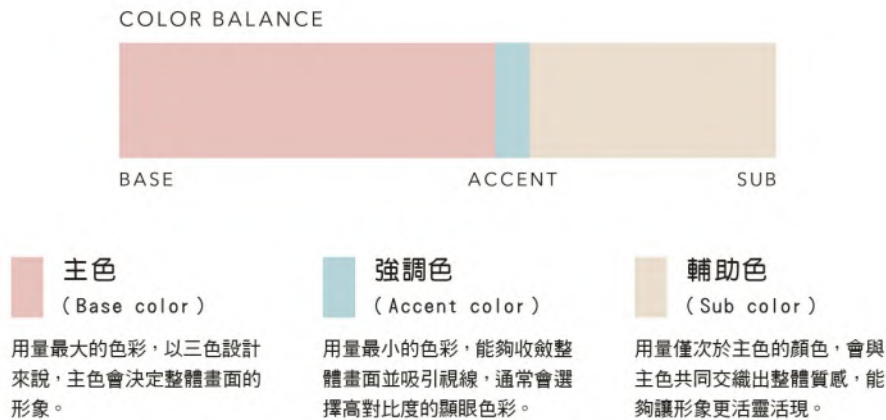 COLOR BALANCE
BASE
ACCENT
SUB
主色
(Base color)
用量最大的色彩，以三色設計
來說，主色會決定整體畫面的
形象。
強調色
(Accent color)
用量最小的色彩，能夠收斂整
體畫面並吸引視線，通常會選
擇高對比度的顯眼色彩。
輔助色
(Sub color)
用量僅次於主色的顏色，會與
主色共同交織出整體質感，能
夠讓形象更活靈活現。